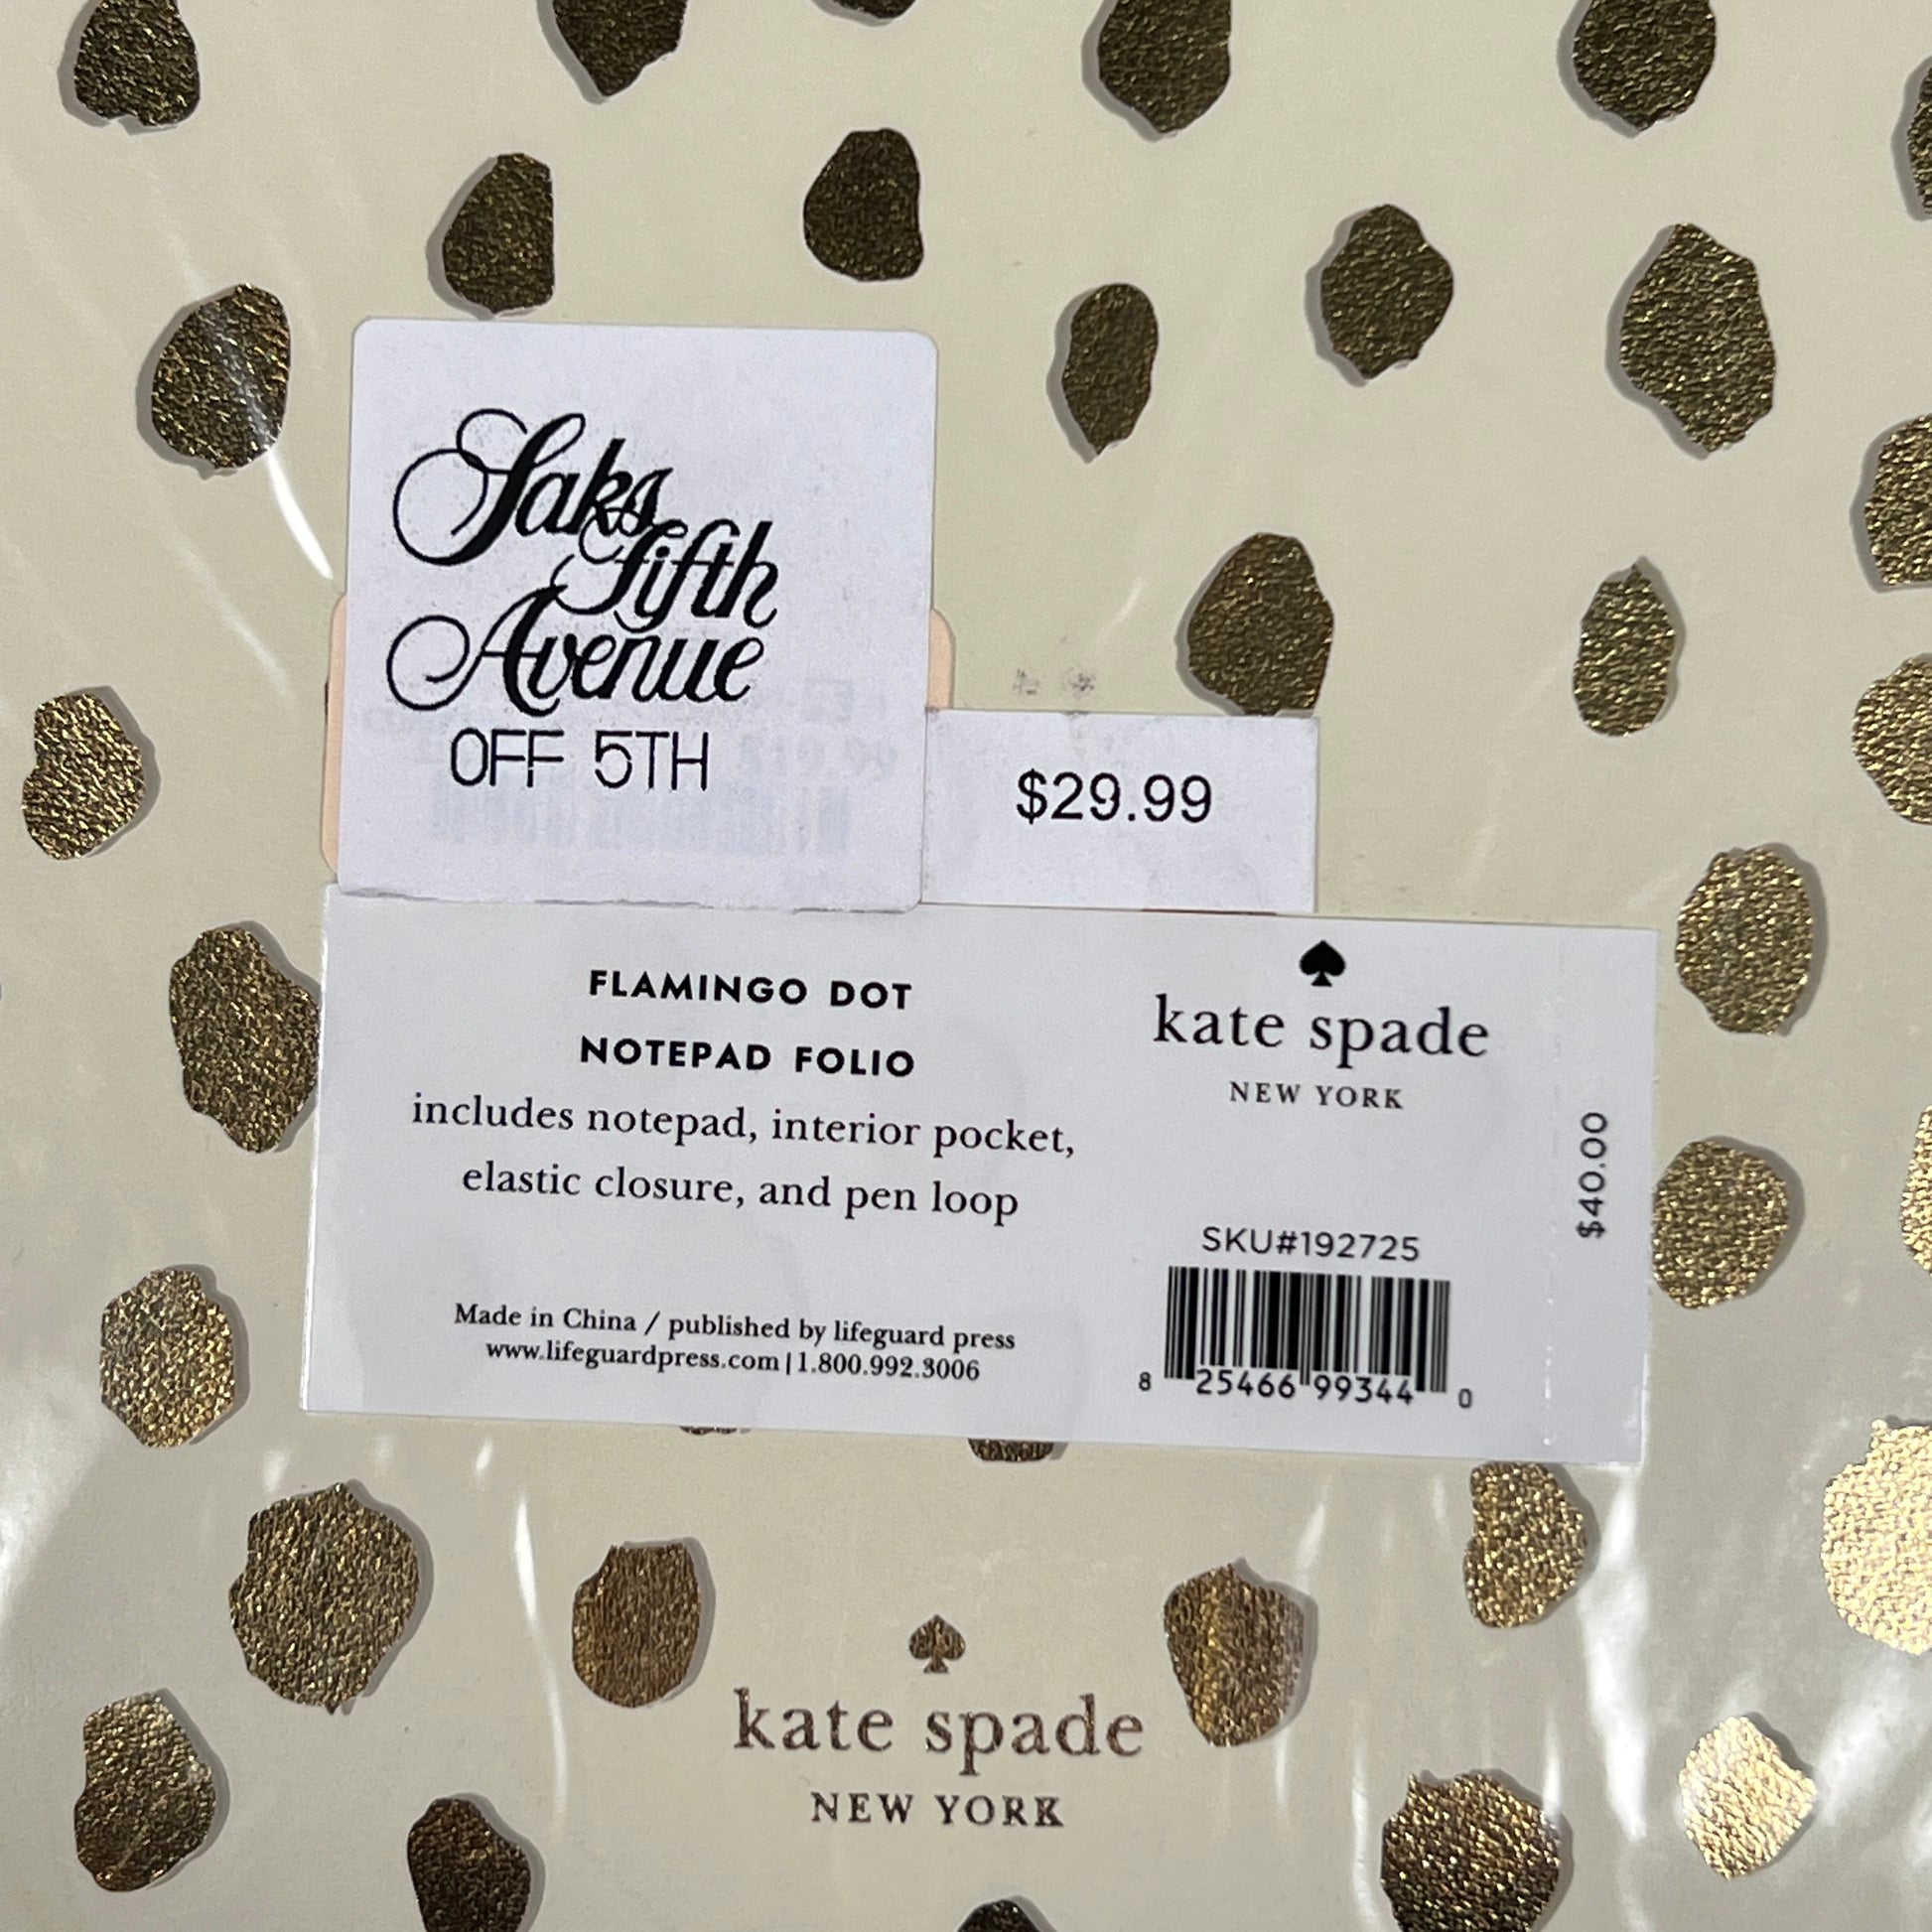 Saks
Fifth
Avenue
OFF 5TH
$29.99
FLAMINGO DOT
NOTEPAD FOLIO
includes notepad, interior pocket,
elastic closure, and pen loop
Made in China / published by lifeguard press
www.lifeguardpress.com | 1.800.992.3006
kate spade
NEW YORK
SKU#192725
8 25466 99344 0
$40.00
kate spade
NEW YORK